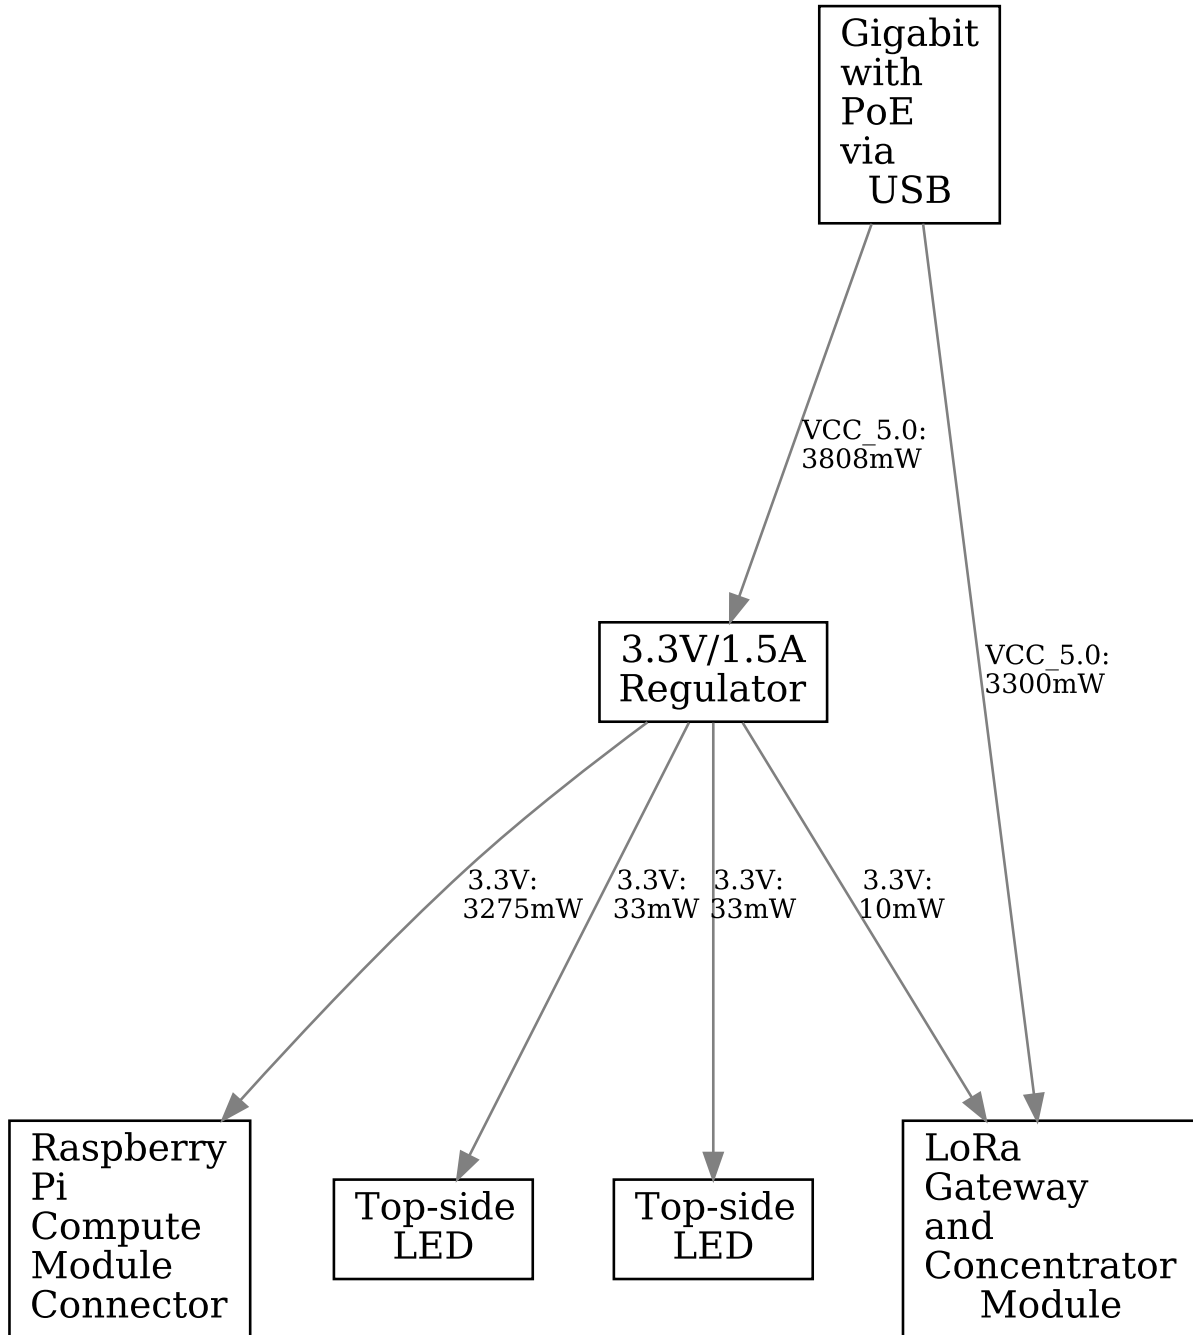 Gigabit
with
PoE
via
USB
VCC_5.0:
3808mW
3.3V/1.5A
Regulator
VCC_5.0:
3300mW
3.3V:
3275mW
3.3V:
33mW
3.3V:
33mW
3.3V:
10mW
Raspberry
Pi
Compute
Module
Connector
Top-side
LED
Top-side
LED
LoRa
Gateway
and
Concentrator
Module